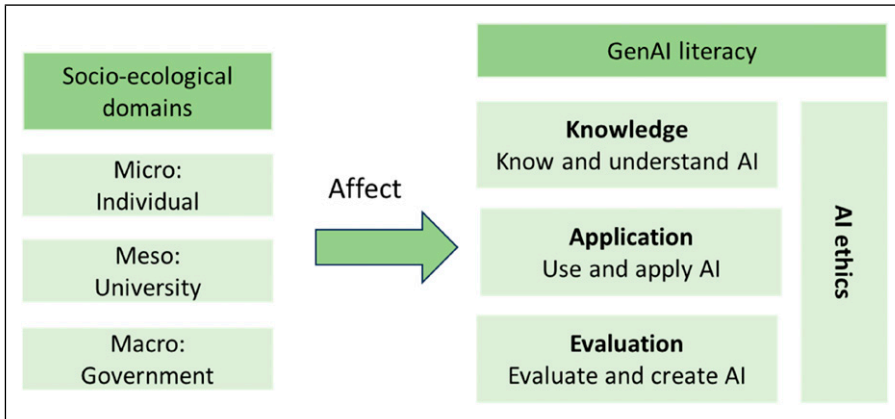 Socio-ecological
domains
Micro:
Individual
Meso:
University
Macro:
Government
Affect
GenAI literacy
Knowledge
Know and understand AI
Application
Use and apply AI
Evaluation
Evaluate and create AI
AI ethics